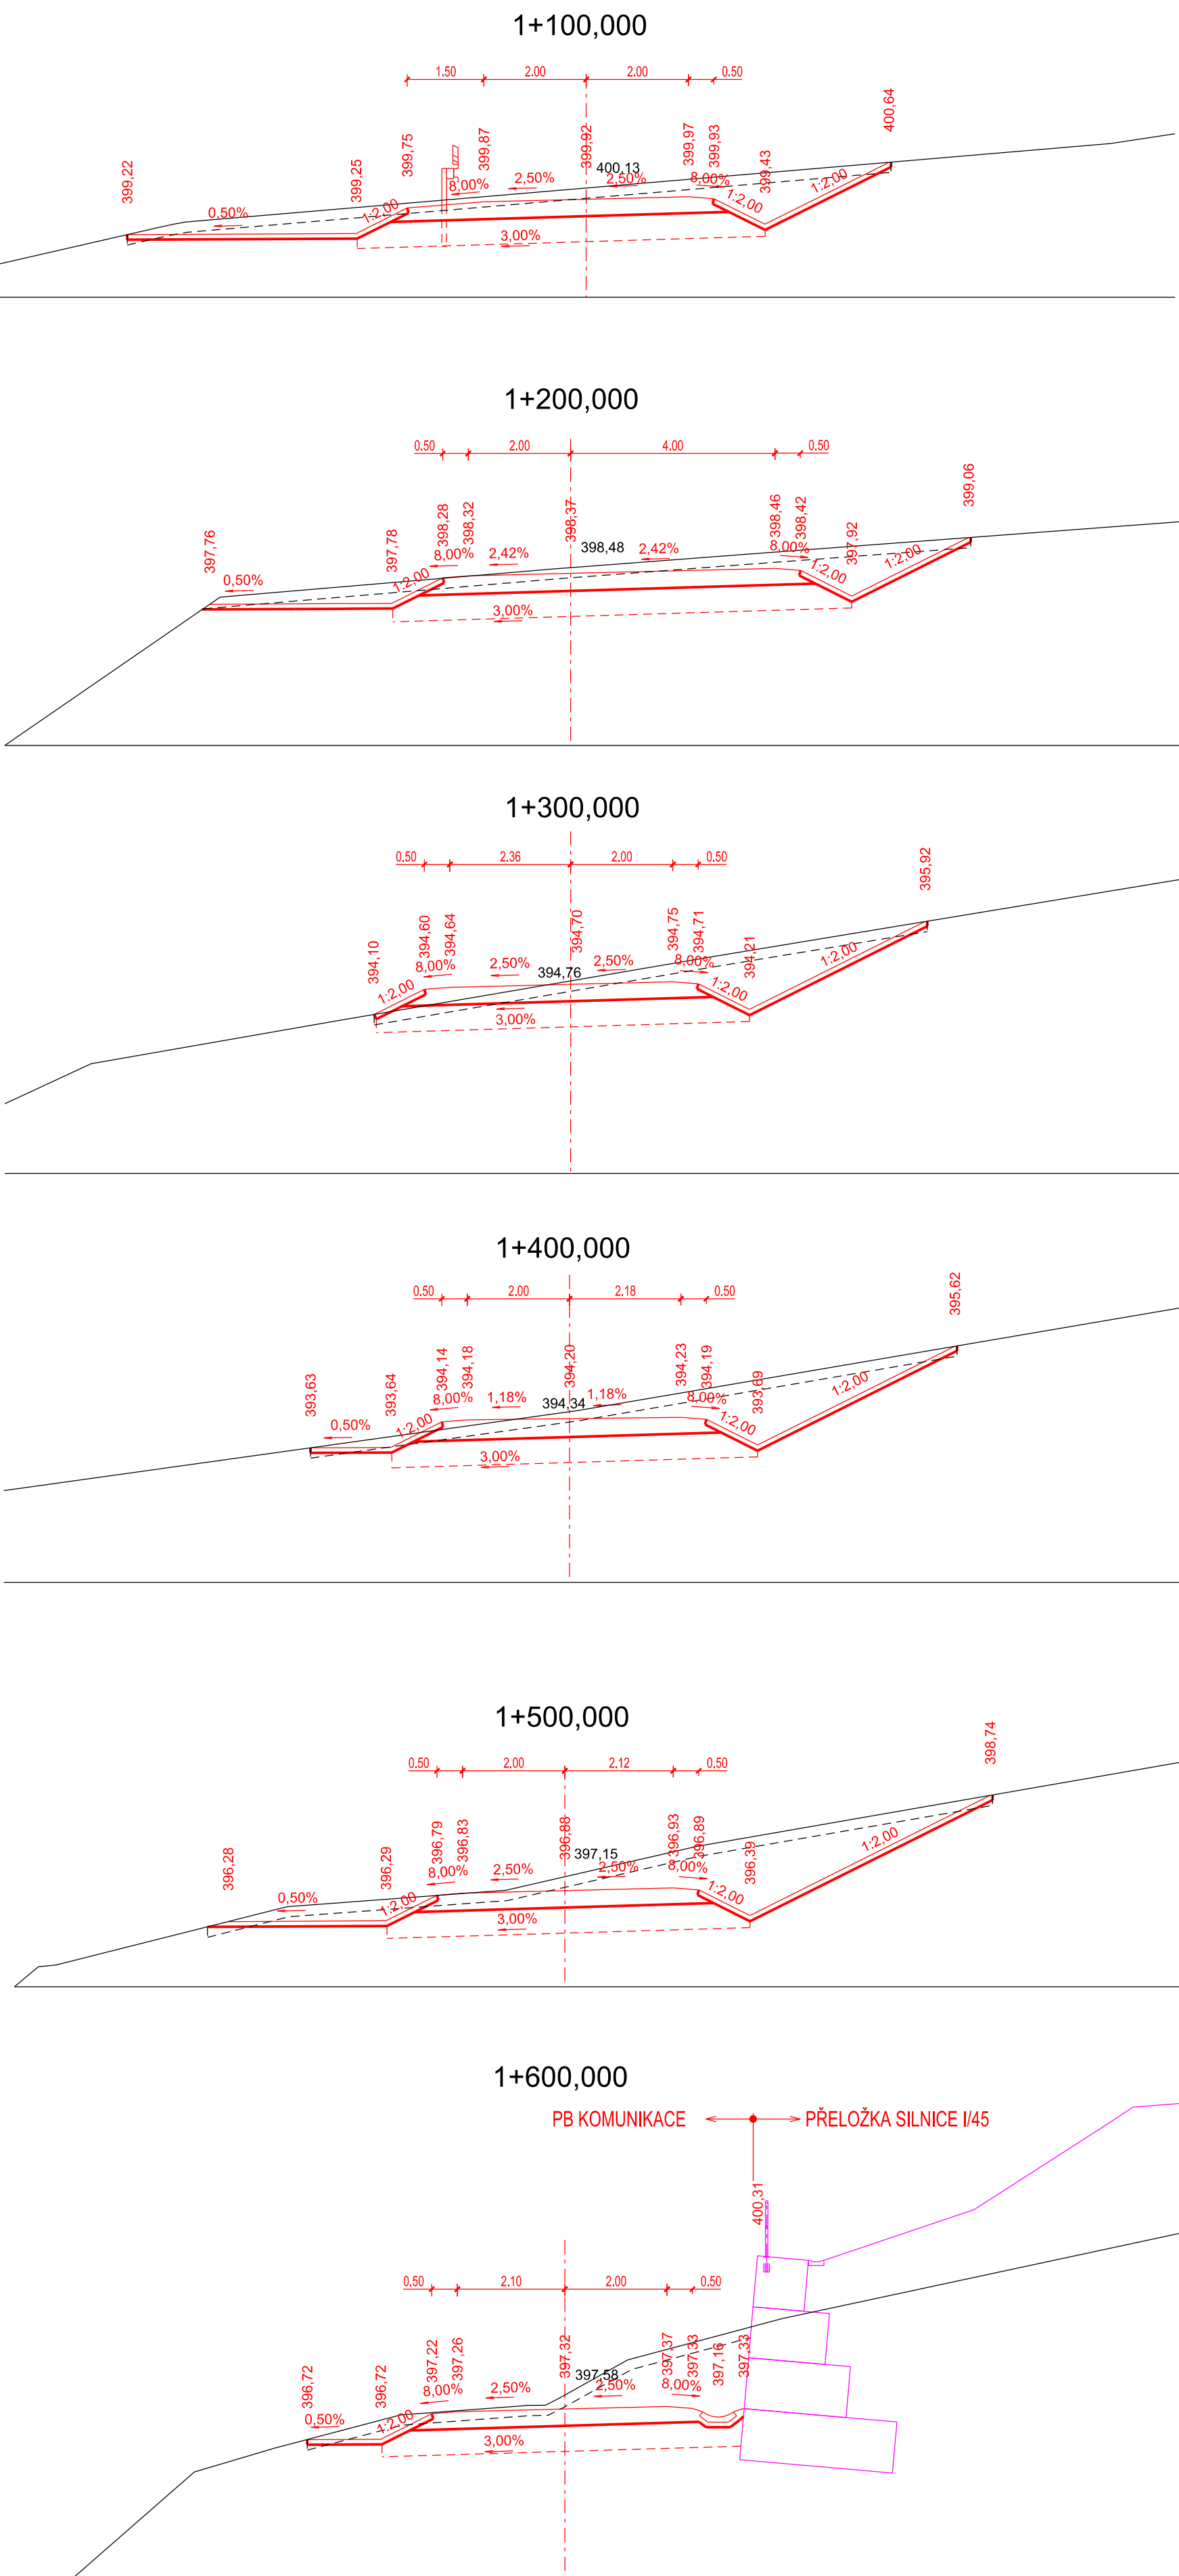 1+100,000
1.50 2.00 2.00 0.50
399,22 399,25 399,75 399,87 399,92 399,97 399,93 399,43 400,64
400,13
0,50% 1:2,00 8,00% 2,50% 2,50% 8,00% 1:2,00 1:2,00
3,00%
1+200,000
0.50 2.00 4.00 0.50
397,76 397,78 398,28 398,32 398,37 398,46 398,42 397,92 399,06
398,48
0,50% 1:2,00 8,00% 2,42% 2,42% 8,00% 1:2,00 1:2,00
3,00%
1+300,000
0.50 2.36 2.00 0.50
394,10 394,60 394,64 394,70 394,75 394,71 394,21 395,92
394,76
1:2,00 8,00% 2,50% 2,50% 8,00% 1:2,00 1:2,00
3,00%
1+400,000
0.50 2.00 2.18 0.50
393,63 393,64 394,14 394,18 394,20 394,23 394,19 393,69 395,62
394,34
0,50% 1:2,00 8,00% 1,18% 1,18% 8,00% 1:2,00 1:2,00
3,00%
1+500,000
0.50 2.00 2.12 0.50
396,28 396,29 396,79 396,83 396,88 396,93 396,89 396,39 398,74
397,15
0,50% 1:2,00 8,00% 2,50% 2,50% 8,00% 1:2,00 1:2,00
3,00%
1+600,000
PB KOMUNIKACE PŘELOŽKA SILNICE I/45
400,31
0.50 2.10 2.00 0.50
396,72 396,72 397,22 397,26 397,32 397,37 397,33 397,16 397,33
397,58
0,50% 1:2,00 8,00% 2,50% 2,50% 8,00%
3,00%